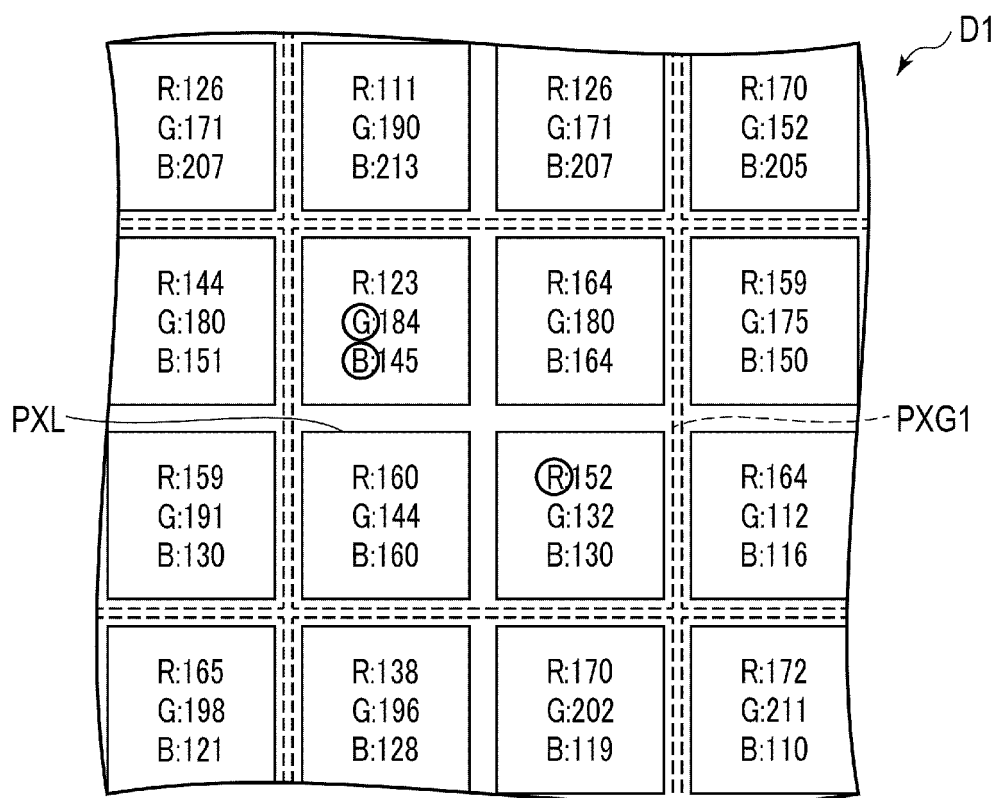 D1
R:126
G:171
B:207
R:111
G:190
B:213
R:126
G:171
B:207
R:170
G:152
B:205
R:144
G:180
B:151
R:123
G:184
B:145
R:164
G:180
B:164
R:159
G:175
B:150
PXL
PXG1
R:159
G:191
B:130
R:160
G:144
B:160
R:152
G:132
B:130
R:164
G:112
B:116
R:165
G:198
B:121
R:138
G:196
B:128
R:170
G:202
B:119
R:172
G:211
B:110